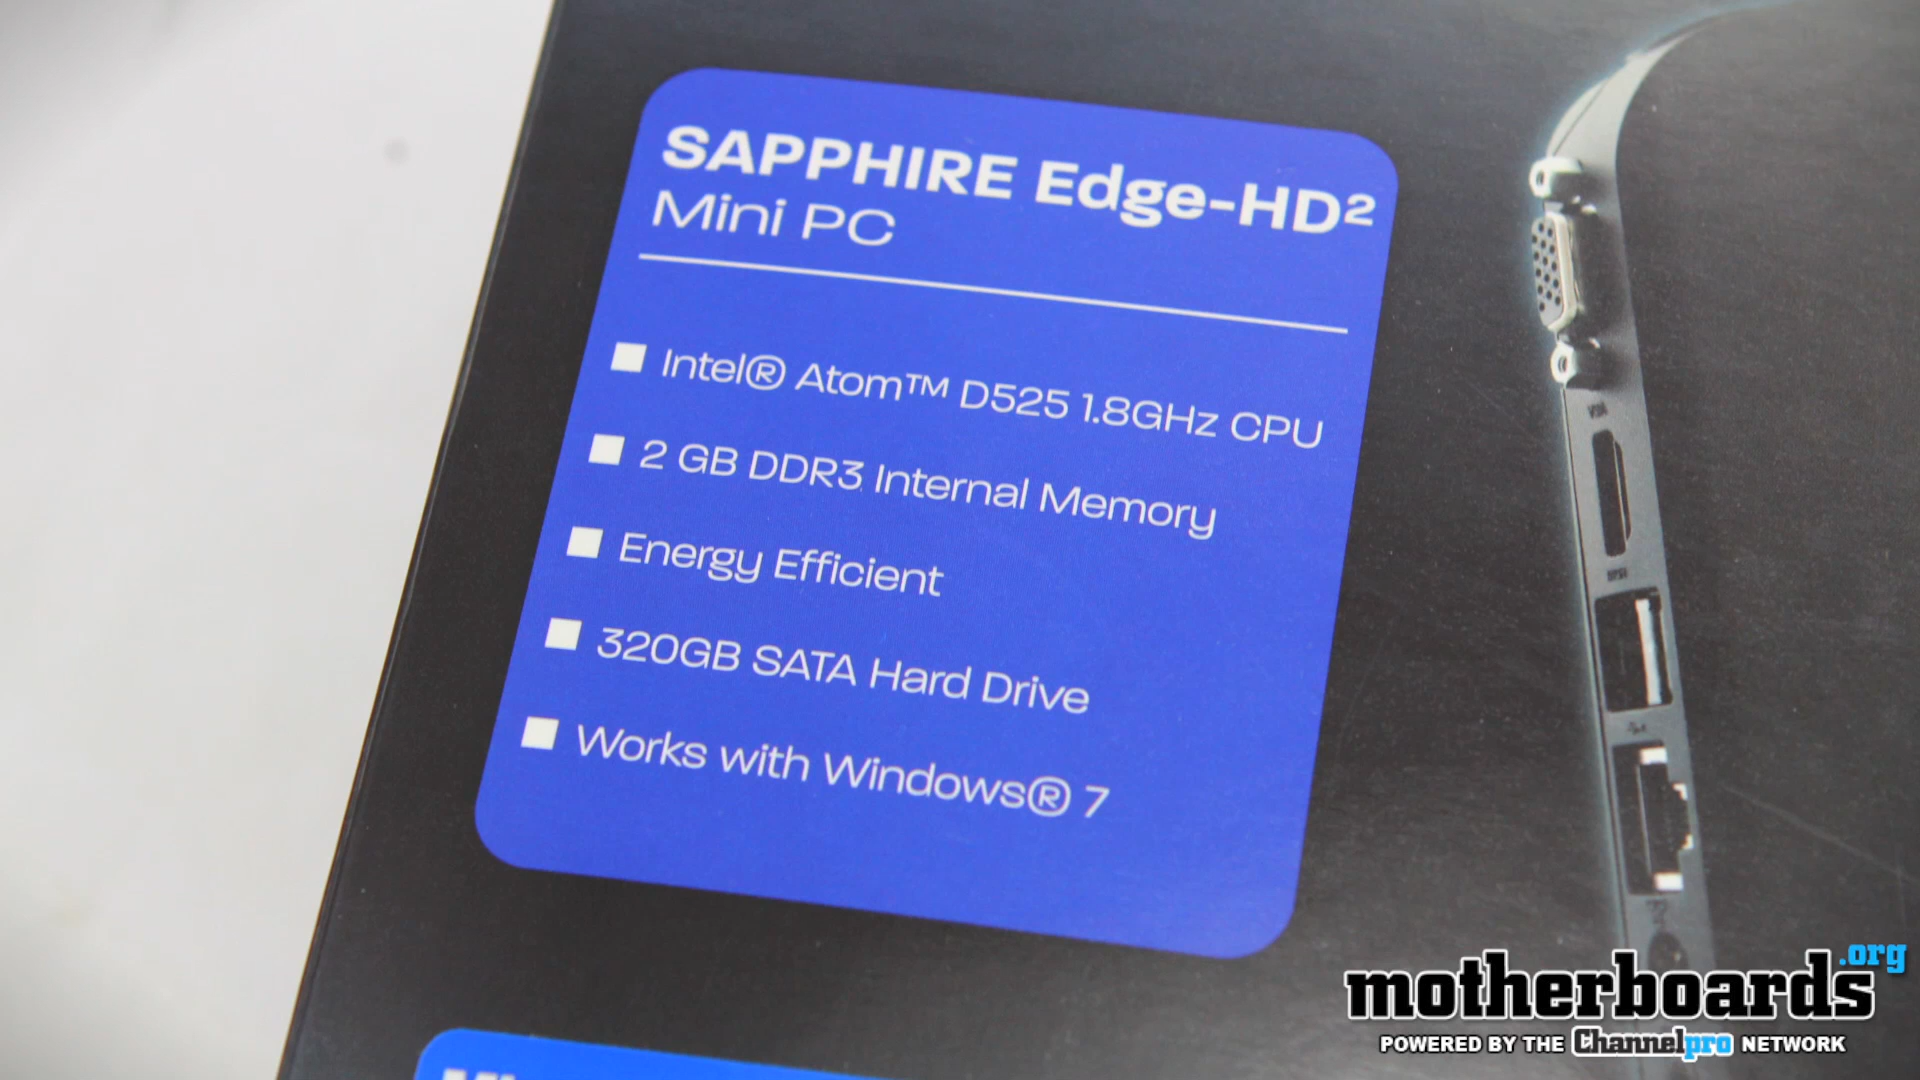 SAPPHIRE Edge-HD²
Mini PC
Intel® Atom™ D525 1.8GHz CPU
2 GB DDR3 Internal Memory
Energy Efficient
320GB SATA Hard Drive
Works with Windows® 7
motherboards.org
POWERED BY THE Channelpro NETWORK